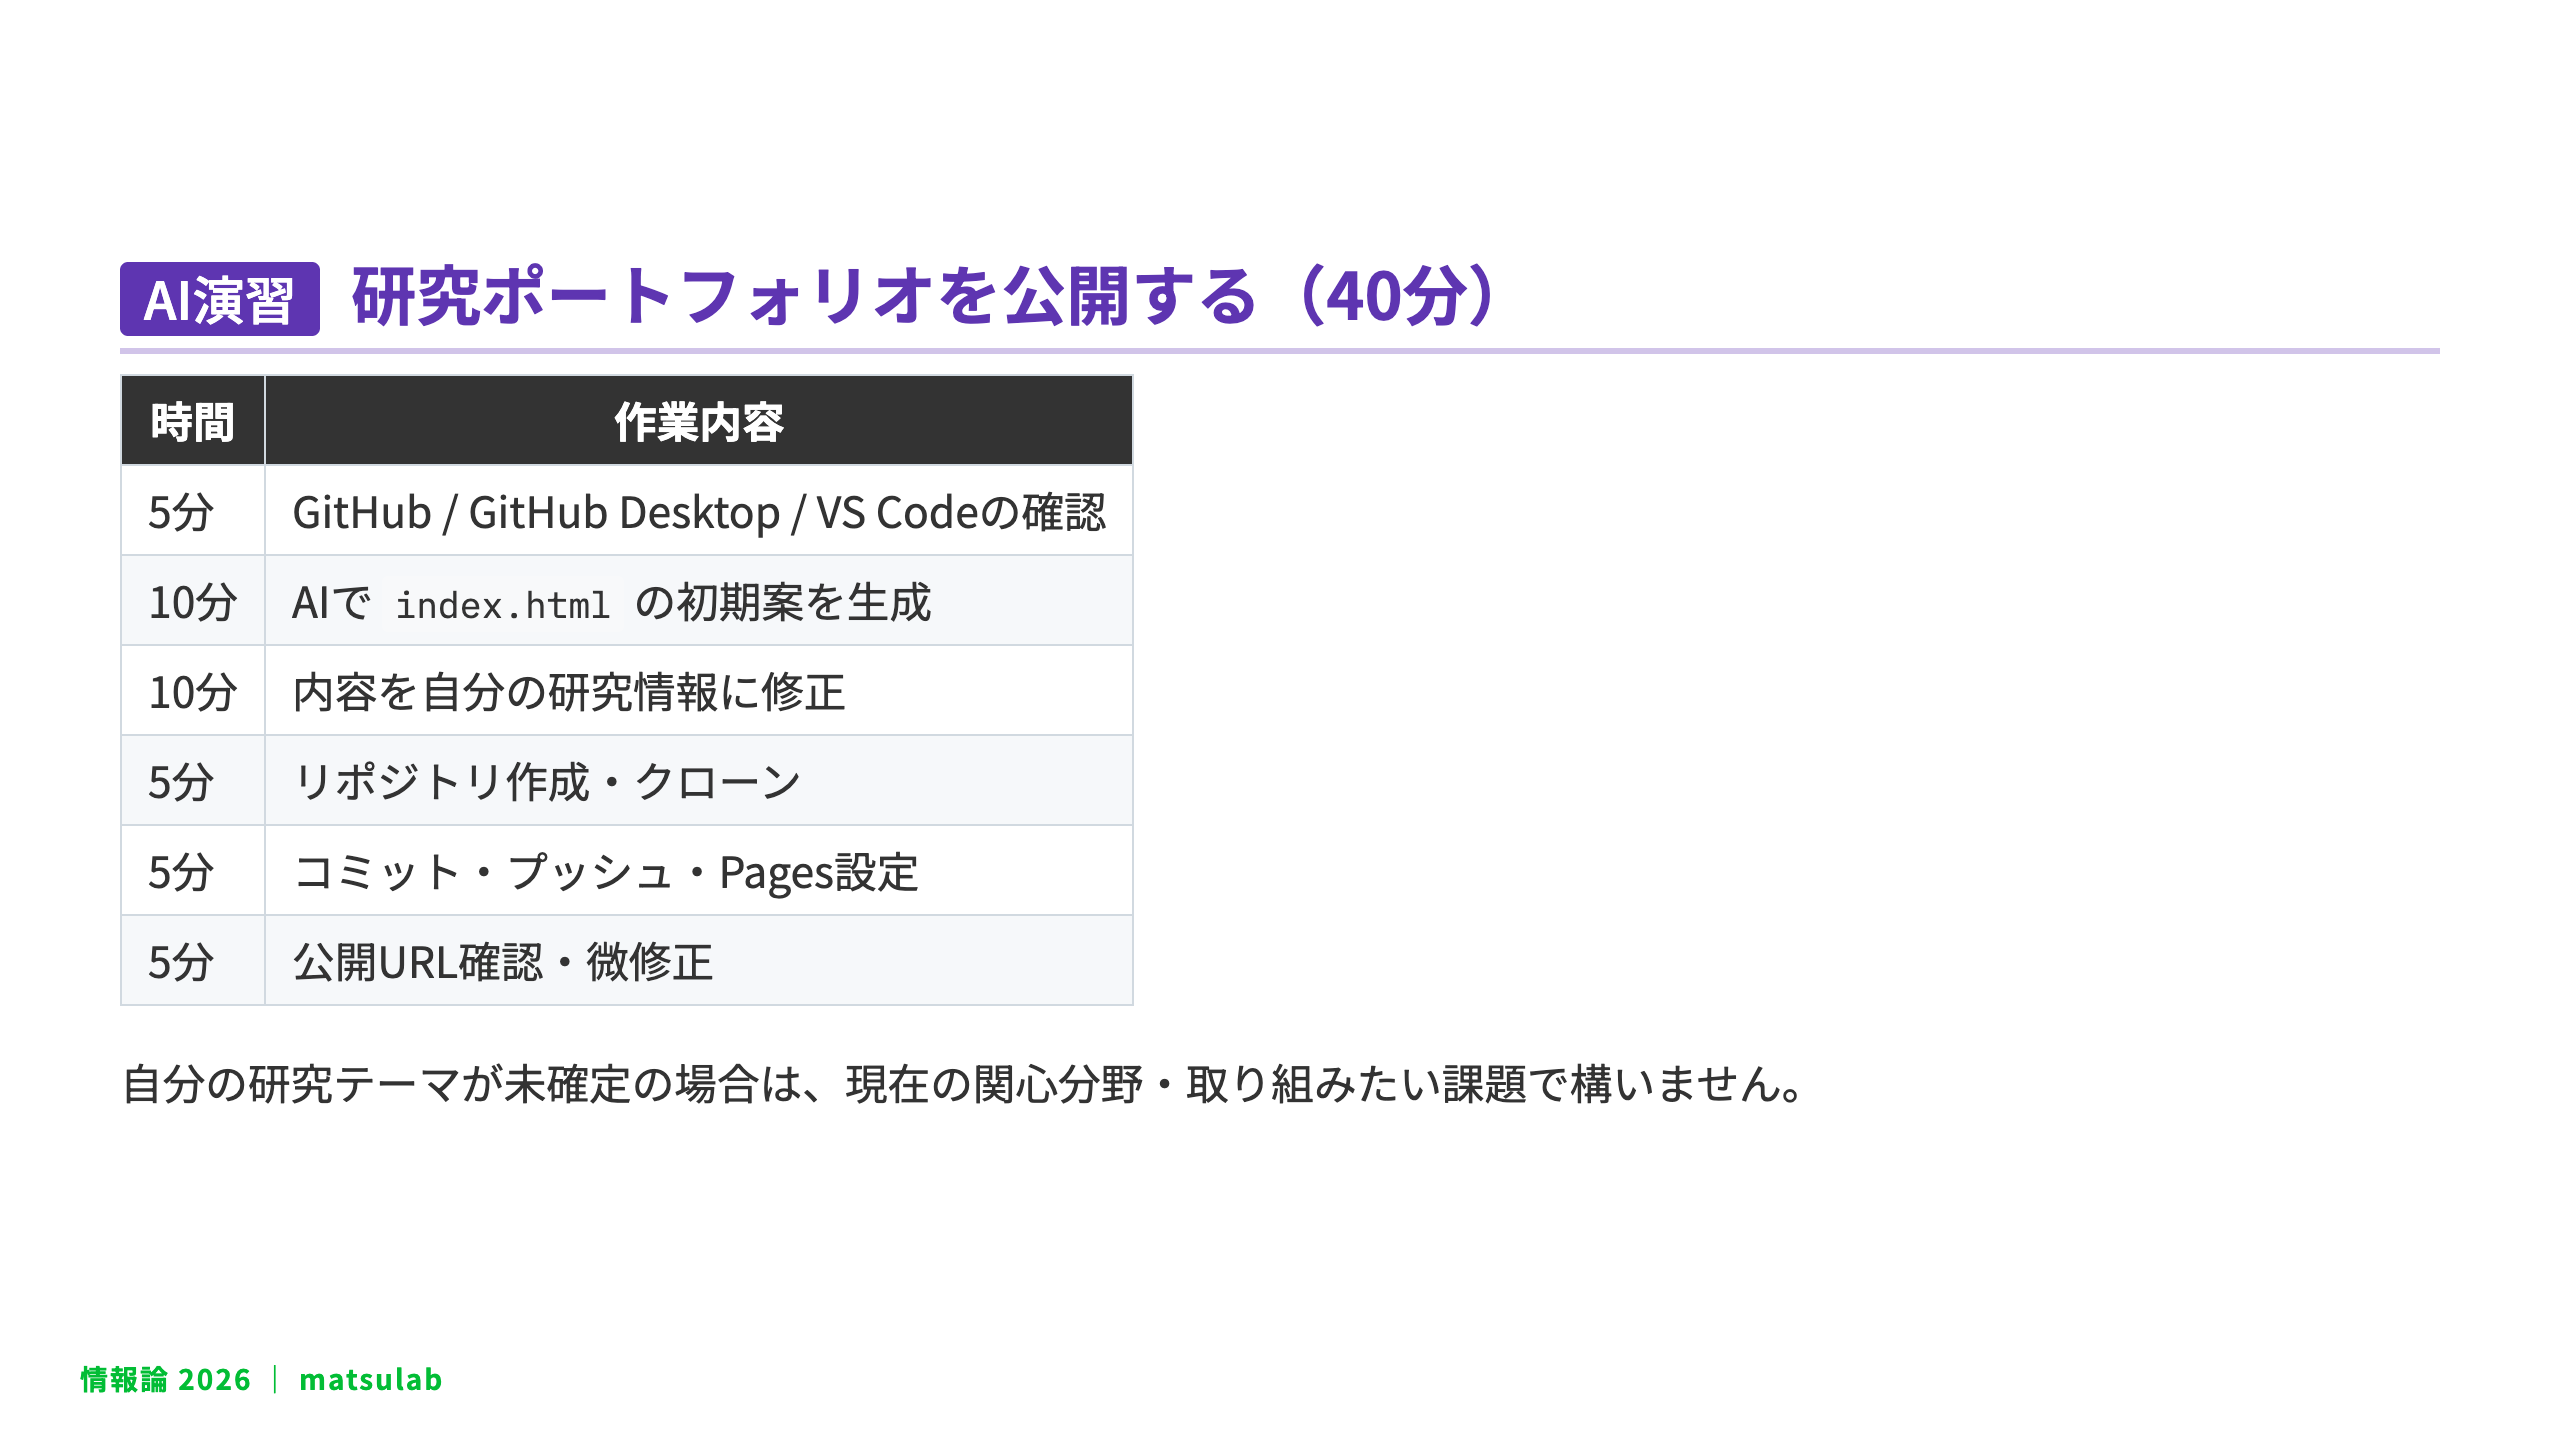 AI演習 研究ポートフォリオを公開する（40分）
時間 作業内容
5分 GitHub / GitHub Desktop / VS Codeの確認
10分 AIで index.html の初期案を生成
10分 内容を自分の研究情報に修正
5分 リポジトリ作成・クローン
5分 コミット・プッシュ・Pages設定
5分 公開URL確認・微修正
自分の研究テーマが未確定の場合は、現在の関心分野・取り組みたい課題で構いません。
情報論 2026 ｜ matsulab